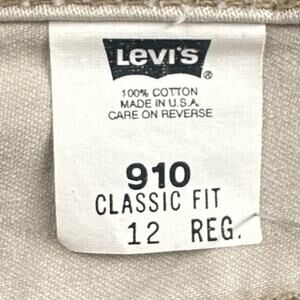 LEVI'S ®
100% COTTON
MADE IN U.S.A.
CARE ON REVERSE
910
CLASSIC FIT
12 REG.